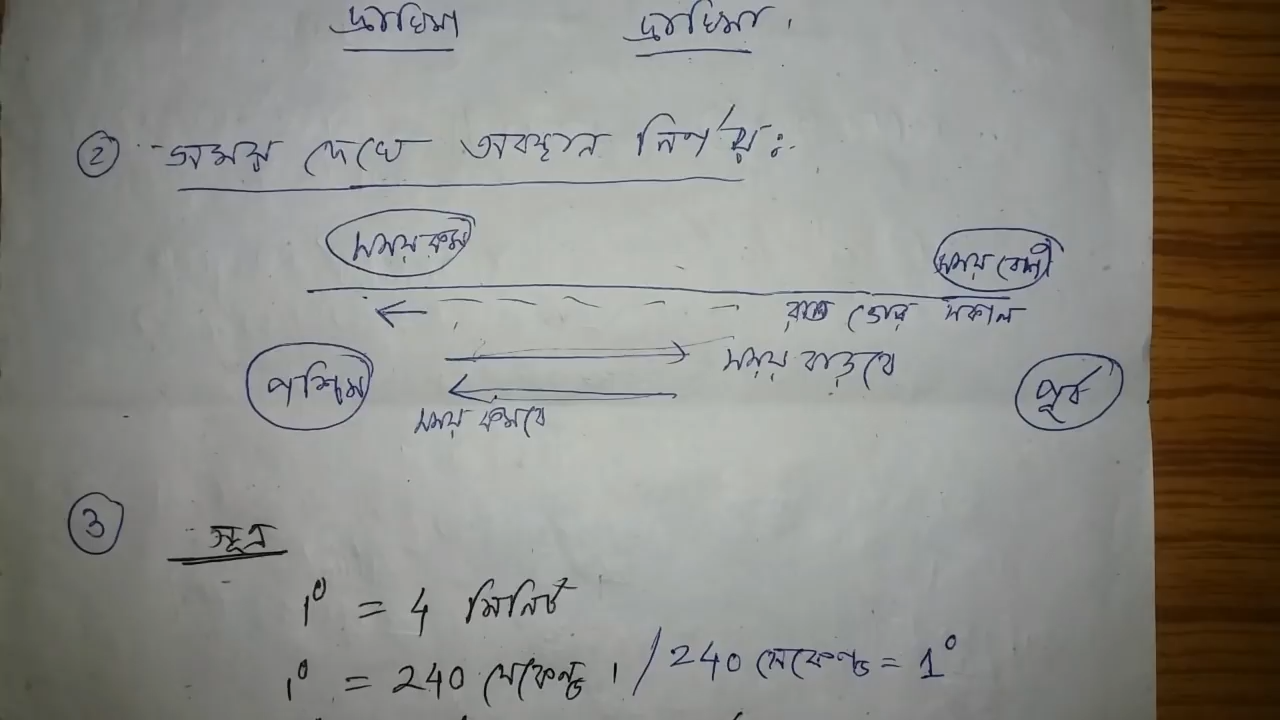 দ্রাঘিমা দ্রাঘিমা।
② সময় দেখে অবস্থান নির্ণয়ঃ
সময় কম সময় বেশী
রাত ভোর সকাল
সময় বাড়বে
পশ্চিম পূর্ব
সময় কমবে
③ সূত্র
1° = 4 মিনিট
1° = 240 সেকেণ্ড। / 240 সেকেণ্ড = 1°